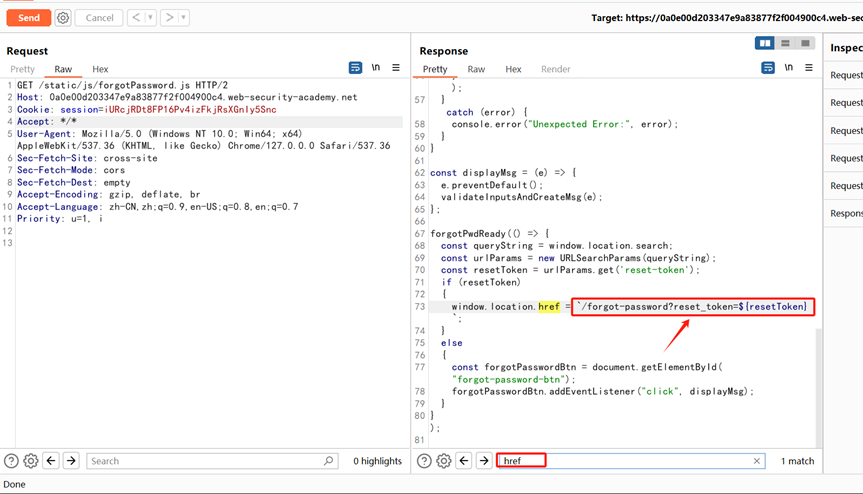 Send
Cancel
Target: https://0a0e00d203347e9a83877f2f004900c4.web-sec
Request
Pretty Raw Hex
\n
1 GET /static/js/forgotPassword.js HTTP/2
2 Host: 0a0e00d203347e9a83877f2f004900c4.web-security-academy.net
3 Cookie: session=iURcjRDt8FP16Pv4izFkjRsXGnIy5Snc
4 Accept: */*
5 User-Agent: Mozilla/5.0 (Windows NT 10.0; Win64; x64)
AppleWebKit/537.36 (KHTML, like Gecko) Chrome/127.0.0.0 Safari/537.36
6 Sec-Fetch-Site: cross-site
7 Sec-Fetch-Mode: cors
8 Sec-Fetch-Dest: empty
9 Accept-Encoding: gzip, deflate, br
10 Accept-Language: zh-CN,zh;q=0.9,en-US;q=0.8,en;q=0.7
11 Priority: u=1, i
12
13
Search
0 highlights
Response
Pretty Raw Hex Render
\n
);
57 }
58 catch (error) {
58 console.error("Unexpected Error:", error);
59 }
60 }
61
62 const displayMsg = (e) => {
63 e.preventDefault();
64 validateInputsAndCreateMsg(e);
65 };
66
67 forgotPwdReady(() => {
68 const queryString = window.location.search;
69 const urlParams = new URLSearchParams(queryString);
70 const resetToken = urlParams.get('reset-token');
71 if (resetToken)
72 {
73 window.location.href = `/forgot-password?reset_token=${resetToken}
`;
74 }
75 else
76 {
77 const forgotPasswordBtn = document.getElementById(
"forgot-password-btn");
78 forgotPasswordBtn.addEventListener("click", displayMsg);
79 }
80 }
);
81
href
1 match
Inspec
Request
Request
Request
Request
Request
Respon
Done